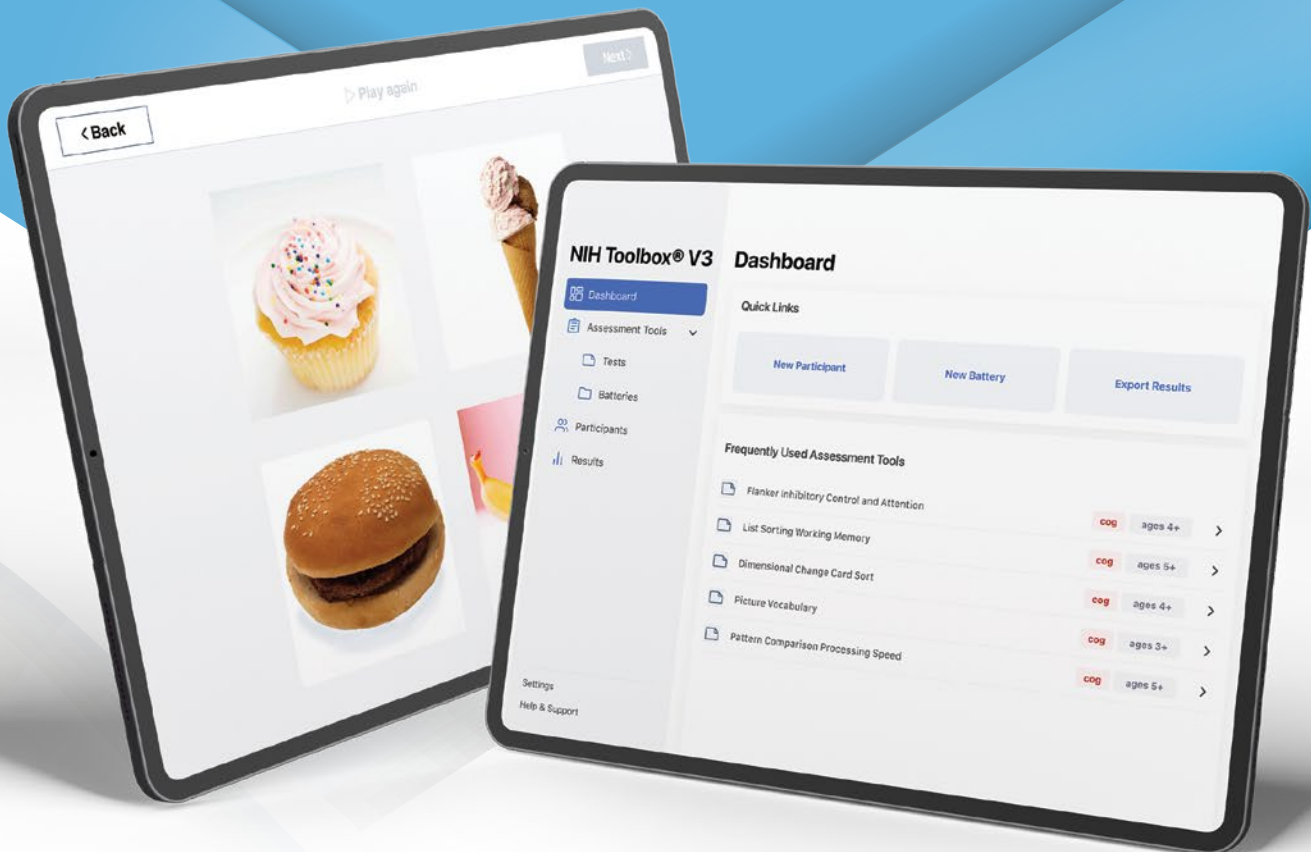 < Back
Play again
Next >
NIH Toolbox® V3
Dashboard
Assessment Tools
Tests
Batteries
Participants
Results
Settings
Help & Support
Dashboard
Quick Links
New Participant
New Battery
Export Results
Frequently Used Assessment Tools
Flanker Inhibitory Control and Attention
cog ages 4+
List Sorting Working Memory
cog ages 5+
Dimensional Change Card Sort
cog ages 4+
Picture Vocabulary
cog ages 3+
Pattern Comparison Processing Speed
cog ages 5+